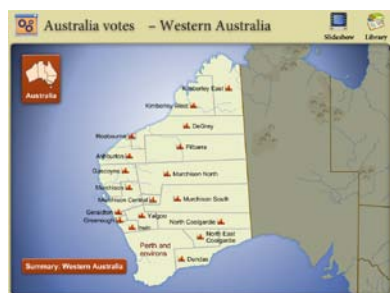 Australia votes – Western Australia
Slideshow
Library
Australia
Kimberley East
Kimberley West
DeGrey
Roebourne
Pilbara
Ashburton
Gascoyne
Murchison North
Murchison
Murchison Central
Murchison South
Geraldton
Yalgoo
Greenough
North Coolgardie
Irwin
North East
Coolgardie
Perth and
environs
Dundas
Summary: Western Australia